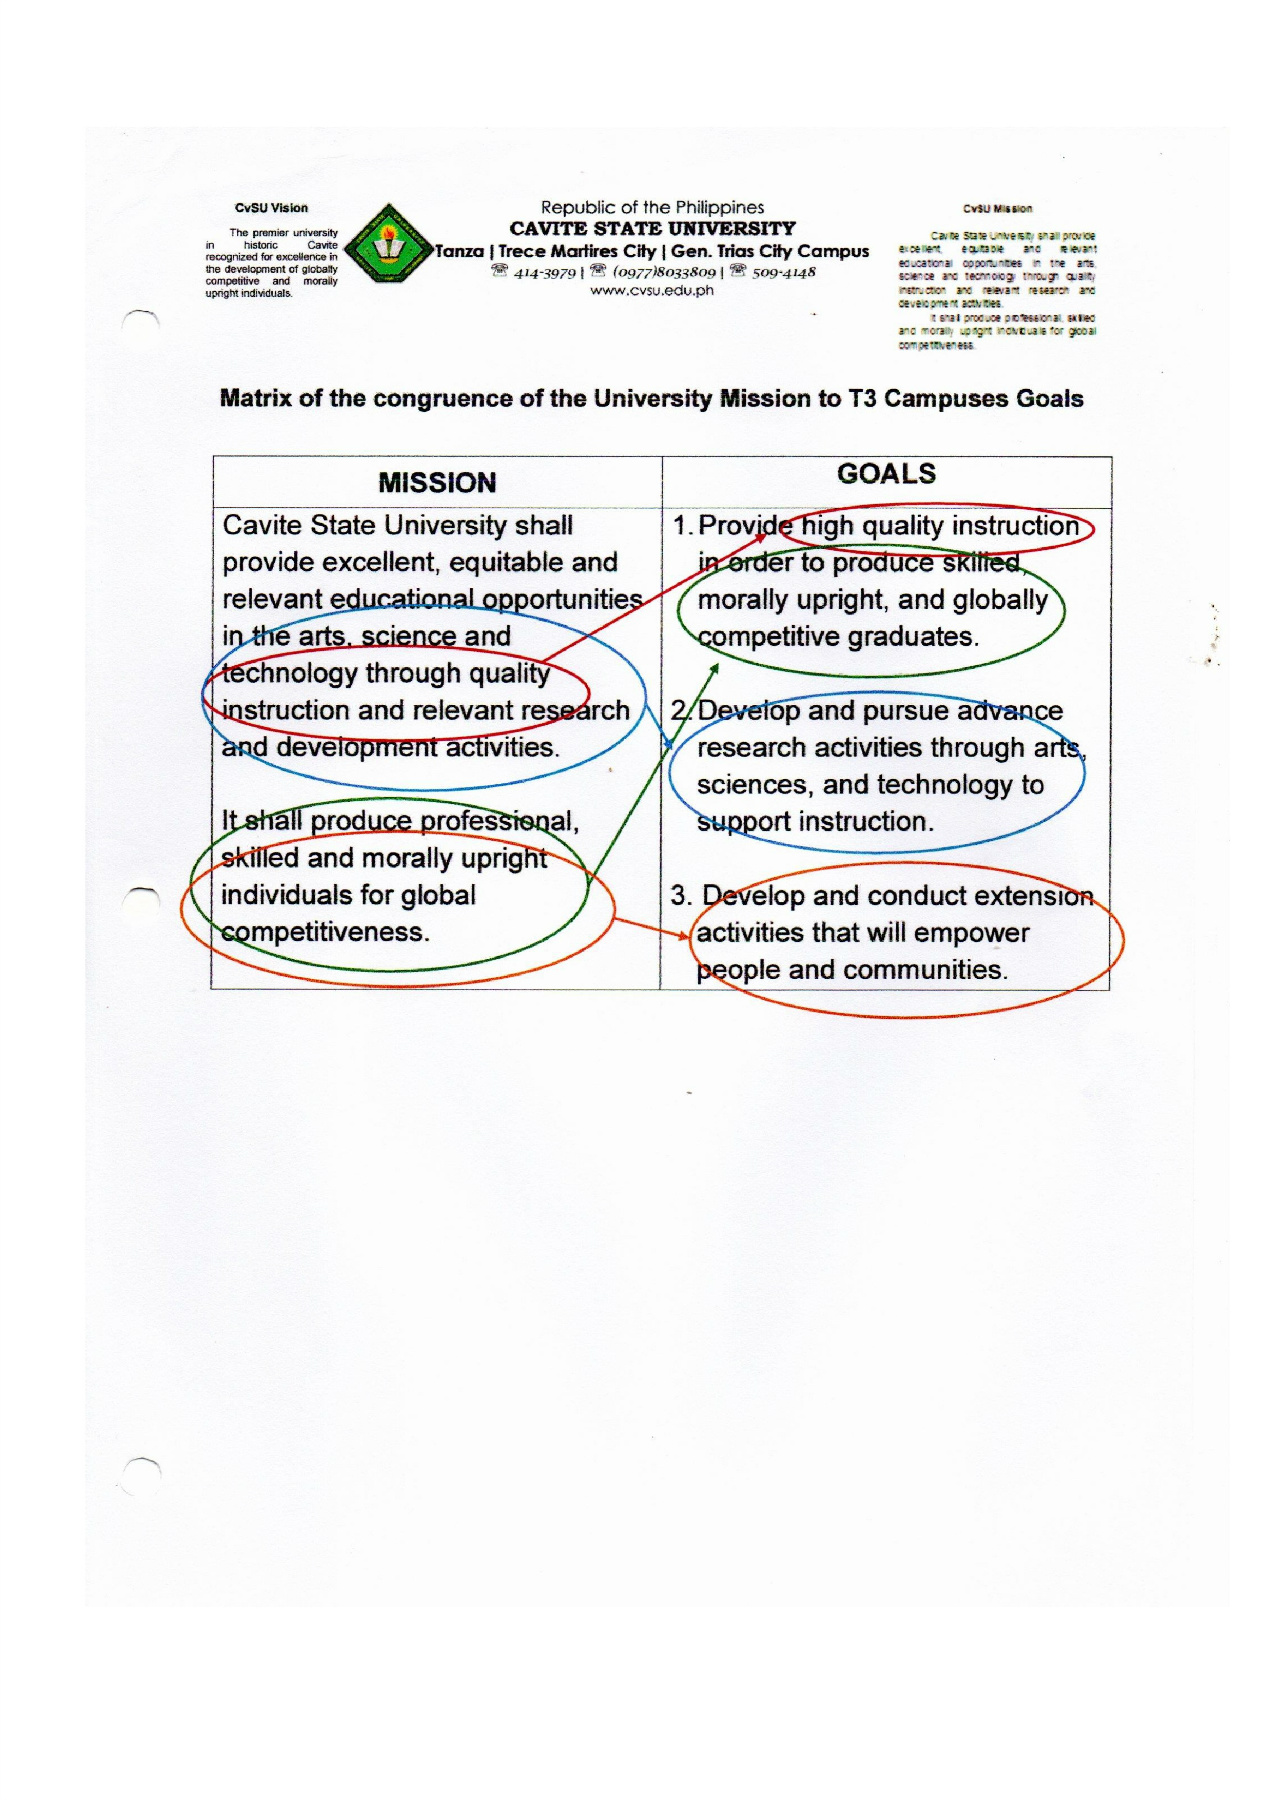 CvSU Vision
The premier university
in historic Cavite
recognized for excellence in
the development of globally
competitive and morally
upright individuals.
Republic of the Philippines
CAVITE STATE UNIVERSITY
Tanza | Trece Martires City | Gen. Trias City Campus
☏ 414-3979 | ☏ (0977)8033809 | ☏ 509-4148
www.cvsu.edu.ph
CvSU Mission
Cavite State University shall provide
excellent, equitable and relevant
educational opportunities in the arts,
science and technology through quality
instruction and relevant research and
development activities.
It shall produce professional, skilled
and morally upright individuals for global
competitiveness.
Matrix of the congruence of the University Mission to T3 Campuses Goals
MISSION
Cavite State University shall
provide excellent, equitable and
relevant educational opportunities
in the arts, science and
technology through quality
instruction and relevant research
and development activities.
It shall produce professional,
skilled and morally upright
individuals for global
competitiveness.
GOALS
1. Provide high quality instruction
in order to produce skilled,
morally upright, and globally
competitive graduates.
2. Develop and pursue advance
research activities through arts,
sciences, and technology to
support instruction.
3. Develop and conduct extension
activities that will empower
people and communities.